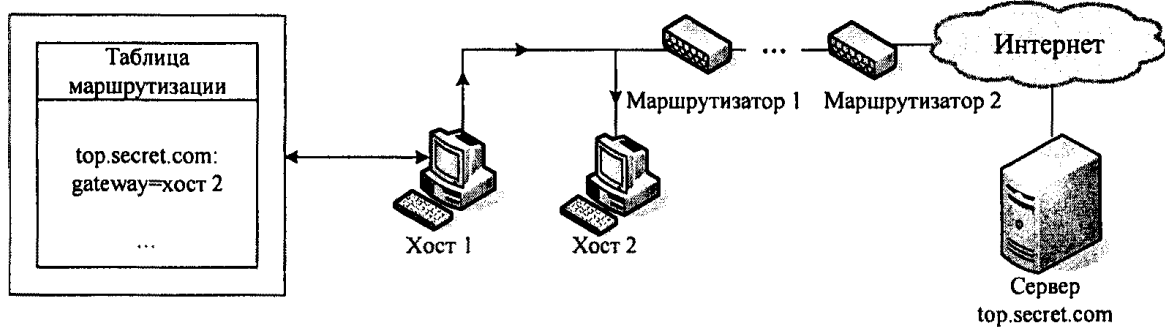 Таблица
маршрутизации
top.secret.com:
gateway=хост 2
...
Хост 1
Хост 2
Маршрутизатор 1
...
Маршрутизатор 2
Интернет
Сервер
top.secret.com